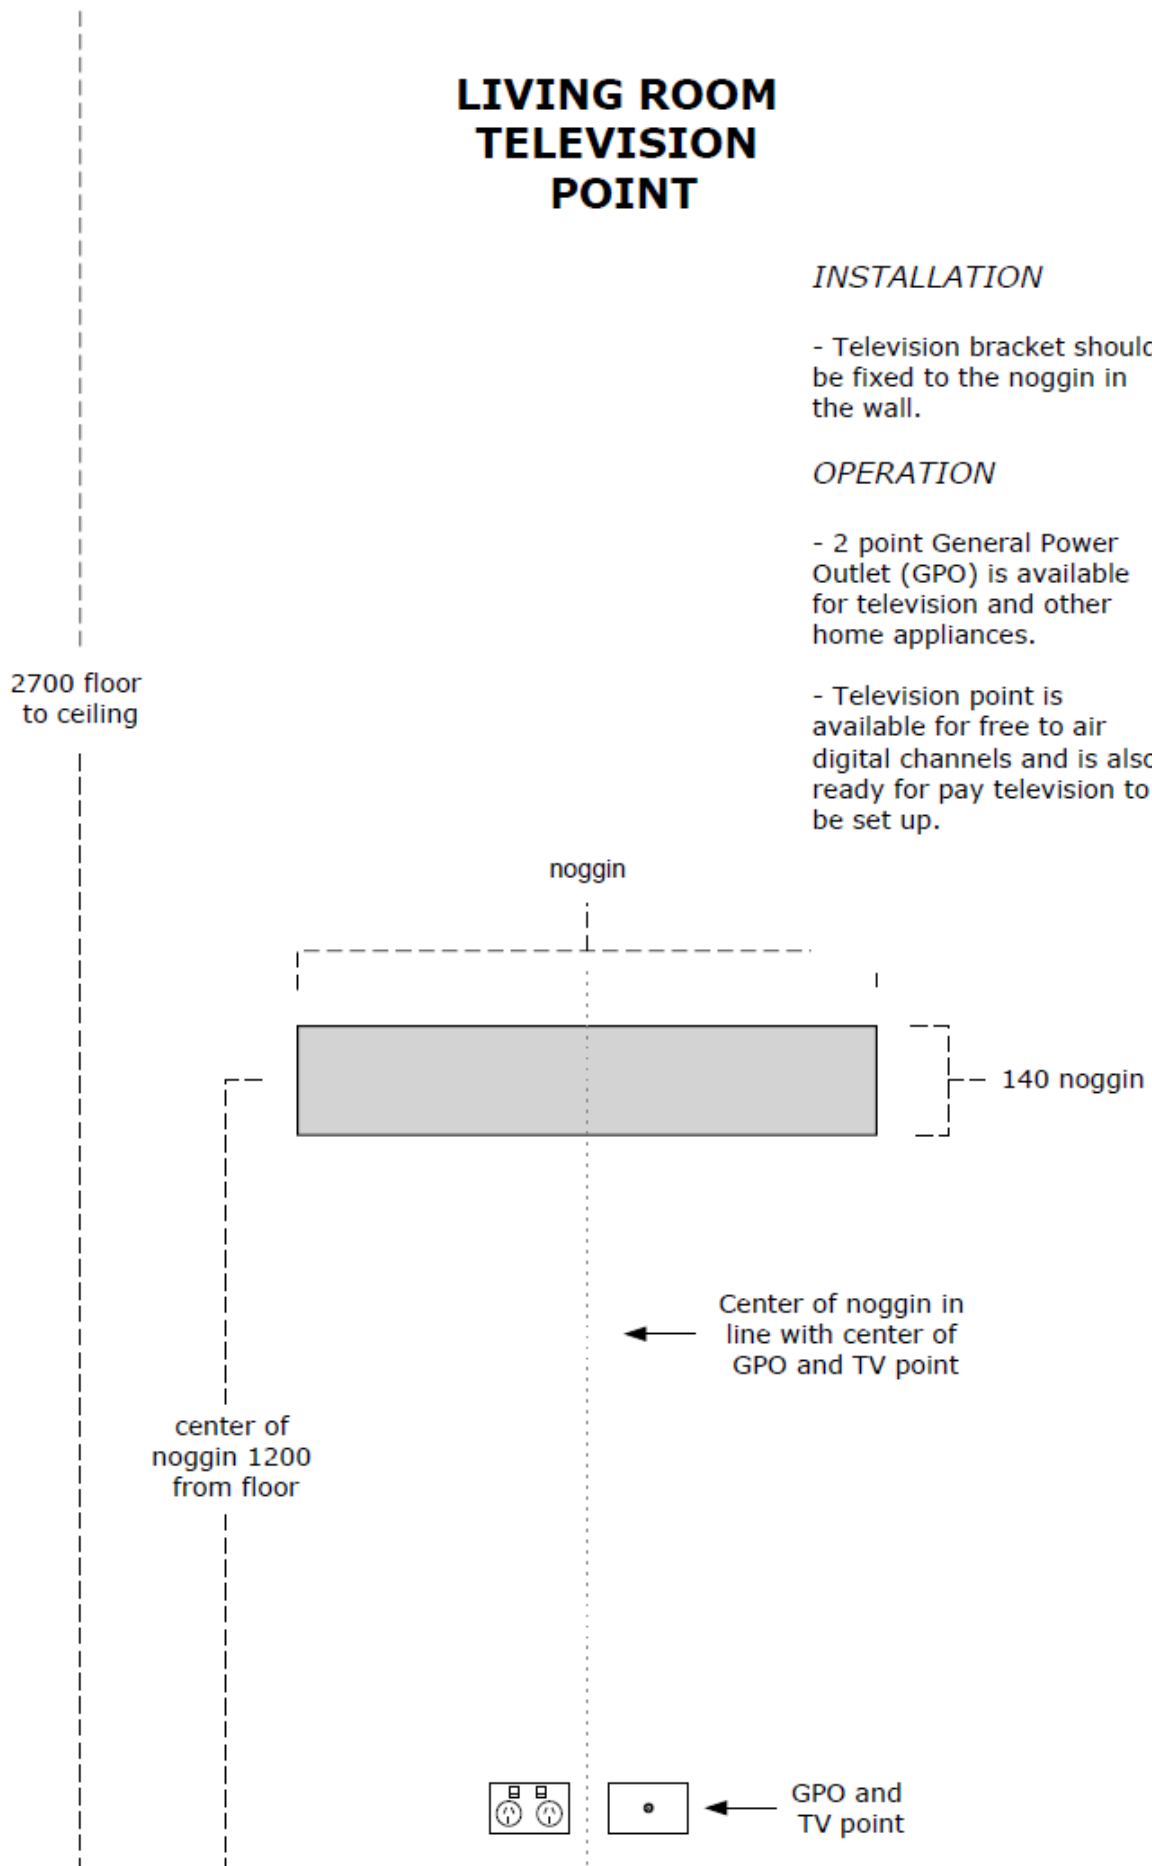 LIVING ROOM
TELEVISION
POINT
INSTALLATION
- Television bracket should
be fixed to the noggin in
the wall.
OPERATION
- 2 point General Power
Outlet (GPO) is available
for television and other
home appliances.
- Television point is
available for free to air
digital channels and is also
ready for pay television to
be set up.
2700 floor
to ceiling
noggin
140 noggin
Center of noggin in
line with center of
GPO and TV point
center of
noggin 1200
from floor
GPO and
TV point